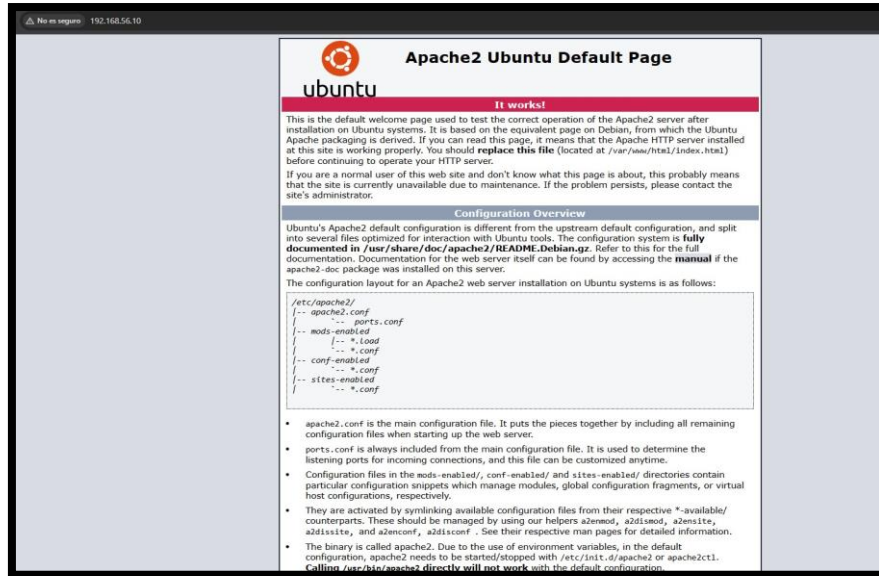 No es seguro 192.168.56.10
ubuntu
Apache2 Ubuntu Default Page
It works!
This is the default welcome page used to test the correct operation of the Apache2 server after
installation on Ubuntu systems. It is based on the equivalent page on Debian, from which the Ubuntu
Apache packaging is derived. If you can read this page, it means that the Apache HTTP server installed
at this site is working properly. You should replace this file (located at /var/www/html/index.html)
before continuing to operate your HTTP server.
If you are a normal user of this web site and don't know what this page is about, this probably means
that the site is currently unavailable due to maintenance. If the problem persists, please contact the
site's administrator.
Configuration Overview
Ubuntu's Apache2 default configuration is different from the upstream default configuration, and split
into several files optimized for interaction with Ubuntu tools. The configuration system is fully
documented in /usr/share/doc/apache2/README.Debian.gz. Refer to this for the full
documentation. Documentation for the web server itself can be found by accessing the manual if the
apache2-doc package was installed on this server.
The configuration layout for an Apache2 web server installation on Ubuntu systems is as follows:
/etc/apache2/
|-- apache2.conf
|       `--  ports.conf
|-- mods-enabled
|       |-- *.load
|       `-- *.conf
|-- conf-enabled
|       `-- *.conf
|-- sites-enabled
|       `-- *.conf
• apache2.conf is the main configuration file. It puts the pieces together by including all remaining
configuration files when starting up the web server.
• ports.conf is always included from the main configuration file. It is used to determine the
listening ports for incoming connections, and this file can be customized anytime.
• Configuration files in the mods-enabled/, conf-enabled/ and sites-enabled/ directories contain
particular configuration snippets which manage modules, global configuration fragments, or virtual
host configurations, respectively.
• They are activated by symlinking available configuration files from their respective *-available/
counterparts. These should be managed by using our helpers a2enmod, a2dismod, a2ensite,
a2dissite, and a2enconf, a2disconf . See their respective man pages for detailed information.
• The binary is called apache2. Due to the use of environment variables, in the default
configuration, apache2 needs to be started/stopped with /etc/init.d/apache2 or apache2ctl.
Calling /usr/bin/apache2 directly will not work with the default configuration.